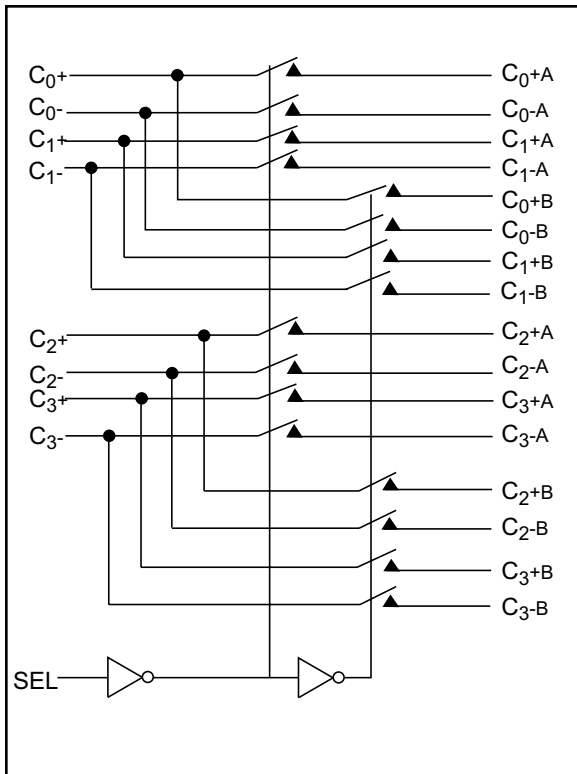 C0+ C0+A
C0- C0-A
C1+ C1+A
C1- C1-A
C0+B
C0-B
C1+B
C1-B
C2+ C2+A
C2- C2-A
C3+ C3+A
C3- C3-A
C2+B
C2-B
C3+B
C3-B
SEL